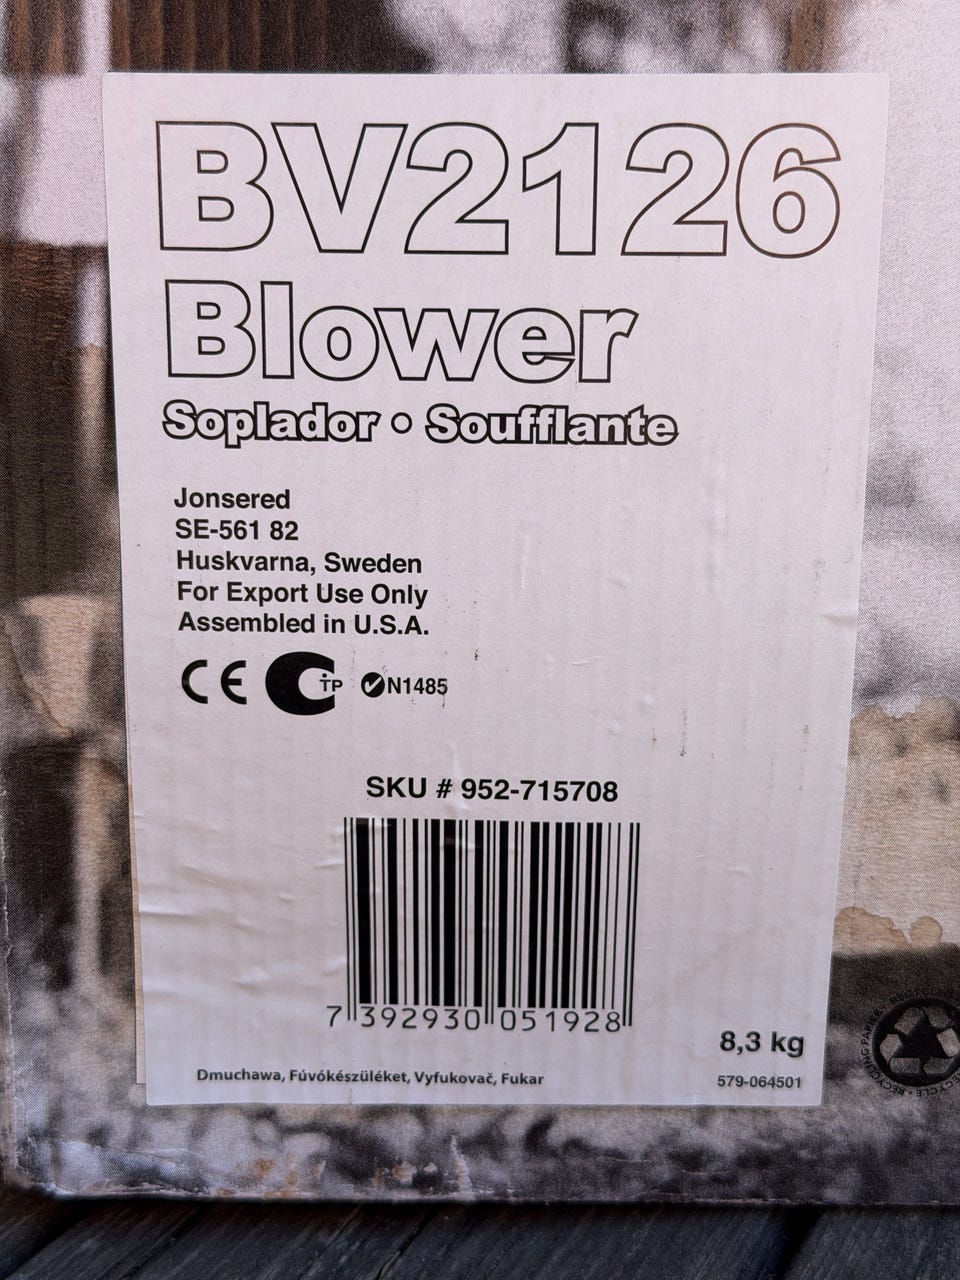 BV2126
Blower
Soplador • Soufflante
Jonsered
SE-561 82
Huskvarna, Sweden
For Export Use Only
Assembled in U.S.A.
CE TP N1485
SKU # 952-715708
7 392930 051928
8,3 kg
Dmuchawa, Fúvókészüléket, Vyfukovač, Fukar
579-064501